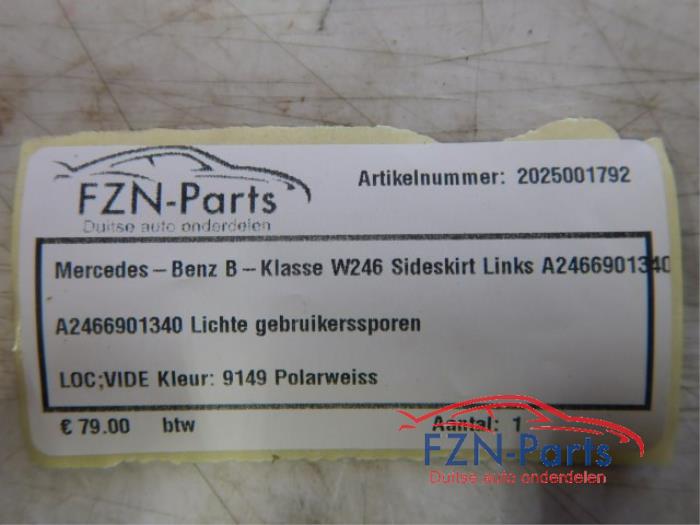 FZN-Parts
Duitse auto onderdelen
Artikelnummer: 2025001792
Mercedes-Benz B-Klasse W246 Sideskirt Links A2466901340
A2466901340 Lichte gebruikerssporen
LOC;VIDE Kleur: 9149 Polarweiss
€ 79.00 btw Aantal: 1
FZN-Parts
Duitse auto onderdelen